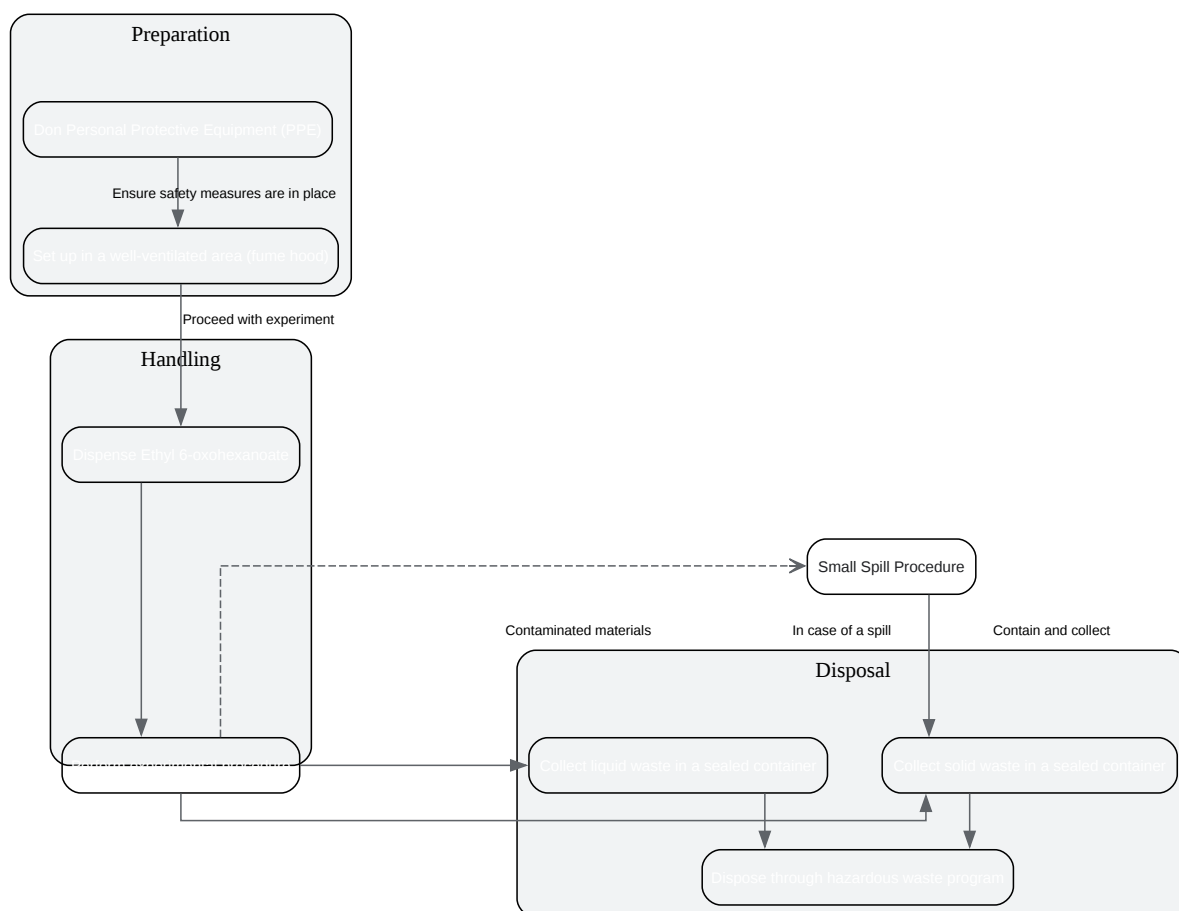 Preparation
Don Personal Protective Equipment (PPE)
Ensure safety measures are in place
Set up in a well-ventilated area (fume hood)
Proceed with experiment
Handling
Dispense Ethyl 6-oxohexanoate
Small Spill Procedure
Contaminated materials
In case of a spill
Contain and collect
Disposal
Perform experimental procedure
Collect liquid waste in a sealed container
Collect solid waste in a sealed container
Dispose through hazardous waste program